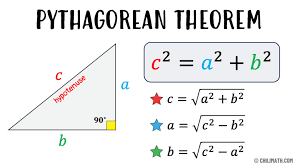 PYTHAGOREAN THEOREM
c
hypotenuse
a
90°
b
c² = a² + b²
c = √(a² + b²)
a = √(c² − b²)
b = √(c² − a²)
© CHILIMATH.COM